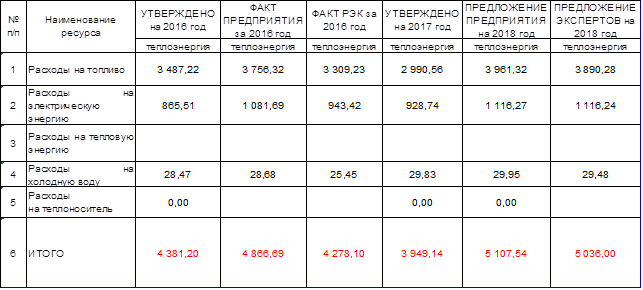 № п/п | Наименование ресурса | УТВЕРЖДЕНО на 2016 год | ФАКТ ПРЕДПРИЯТИЯ за 2016 год | ФАКТ РЭК за 2016 год | УТВЕРЖДЕНО на 2017 год | ПРЕДЛОЖЕНИЕ ПРЕДПРИЯТИЯ на 2018 год | ПРЕДЛОЖЕНИЕ ЭКСПЕРТОВ на 2018 год
теплоэнергия | теплоэнергия | теплоэнергия | теплоэнергия | теплоэнергия | теплоэнергия
1 | Расходы на топливо | 3 487,22 | 3 756,32 | 3 309,23 | 2 990,56 | 3 961,32 | 3 890,28
2 | Расходы на электрическую энергию | 865,51 | 1 081,69 | 943,42 | 928,74 | 1 116,27 | 1 116,24
3 | Расходы на тепловую энергию
4 | Расходы на холодную воду | 28,47 | 28,68 | 25,45 | 29,83 | 29,95 | 29,48
5 | Расходы на теплоноситель | 0,00 | 0,00 | 0,00
6 | ИТОГО | 4 381,20 | 4 866,69 | 4 278,10 | 3 949,14 | 5 107,54 | 5 036,00